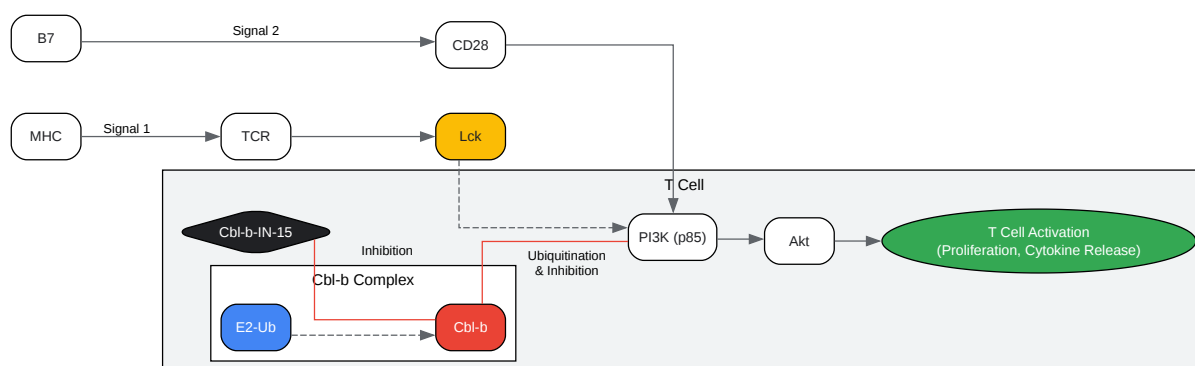 B7
Signal 2
CD28
MHC
Signal 1
TCR
Lck
T Cell
Cbl-b-IN-15
Inhibition
PI3K (p85)
Akt
T Cell Activation
(Proliferation, Cytokine Release)
Ubiquitination
& Inhibition
Cbl-b Complex
E2-Ub
Cbl-b